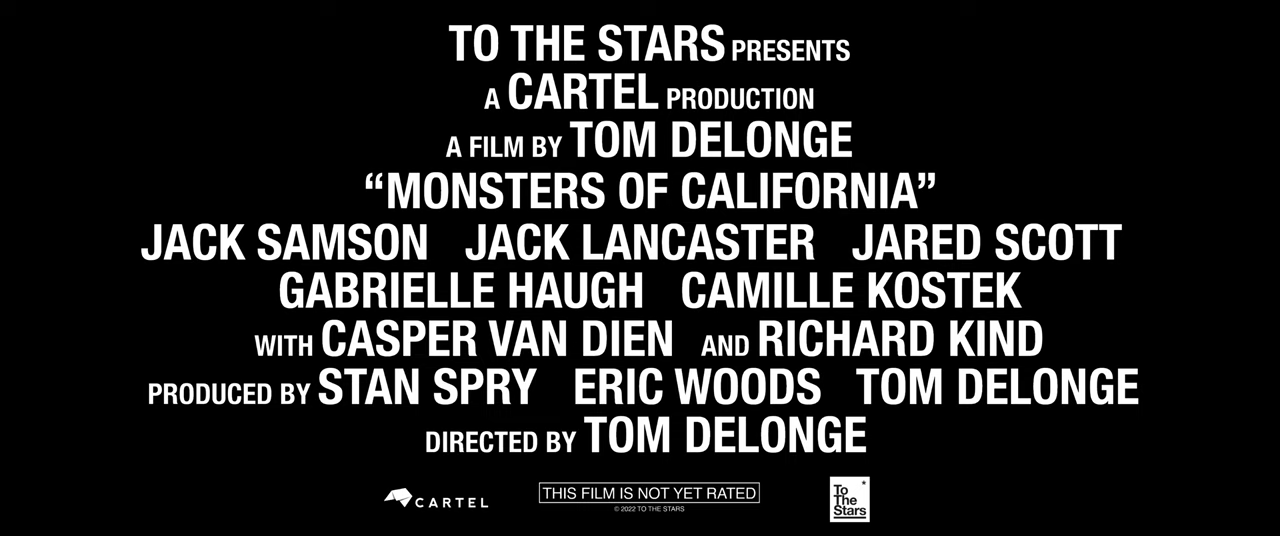 TO THE STARS PRESENTS
A CARTEL PRODUCTION
A FILM BY TOM DELONGE
“MONSTERS OF CALIFORNIA”
JACK SAMSON JACK LANCASTER JARED SCOTT
GABRIELLE HAUGH CAMILLE KOSTEK
WITH CASPER VAN DIEN AND RICHARD KIND
PRODUCED BY STAN SPRY ERIC WOODS TOM DELONGE
DIRECTED BY TOM DELONGE
CARTEL
THIS FILM IS NOT YET RATED
© 2022 TO THE STARS
To *
The
Stars